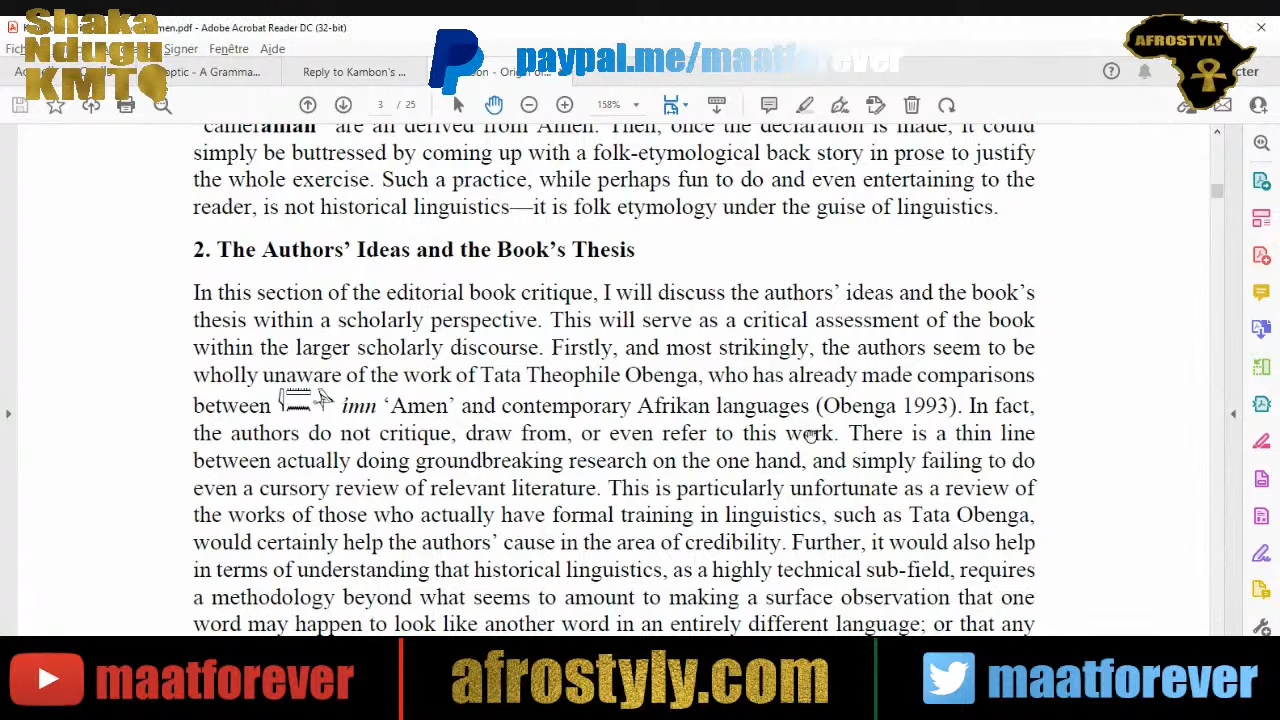 Shaka
Ndugu
KMT
men.pdf - Adobe Acrobat Reader DC (32-bit)
Signer Fenêtre Aide
optic - A Gramma... Reply to Kambon's ...
paypal.me/maatforever
AFROSTYLY
3 / 25 158%
"cameraman" are all derived from Amen. Then, once the declaration is made, it could
simply be buttressed by coming up with a folk-etymological back story in prose to justify
the whole exercise. Such a practice, while perhaps fun to do and even entertaining to the
reader, is not historical linguistics—it is folk etymology under the guise of linguistics.
2. The Authors' Ideas and the Book's Thesis
In this section of the editorial book critique, I will discuss the authors' ideas and the book's
thesis within a scholarly perspective. This will serve as a critical assessment of the book
within the larger scholarly discourse. Firstly, and most strikingly, the authors seem to be
wholly unaware of the work of Tata Theophile Obenga, who has already made comparisons
between imn 'Amen' and contemporary Afrikan languages (Obenga 1993). In fact,
the authors do not critique, draw from, or even refer to this work. There is a thin line
between actually doing groundbreaking research on the one hand, and simply failing to do
even a cursory review of relevant literature. This is particularly unfortunate as a review of
the works of those who actually have formal training in linguistics, such as Tata Obenga,
would certainly help the authors' cause in the area of credibility. Further, it would also help
in terms of understanding that historical linguistics, as a highly technical sub-field, requires
a methodology beyond what seems to amount to making a surface observation that one
word may happen to look like another word in an entirely different language; or that any
maatforever
afrostyly.com
maatforever